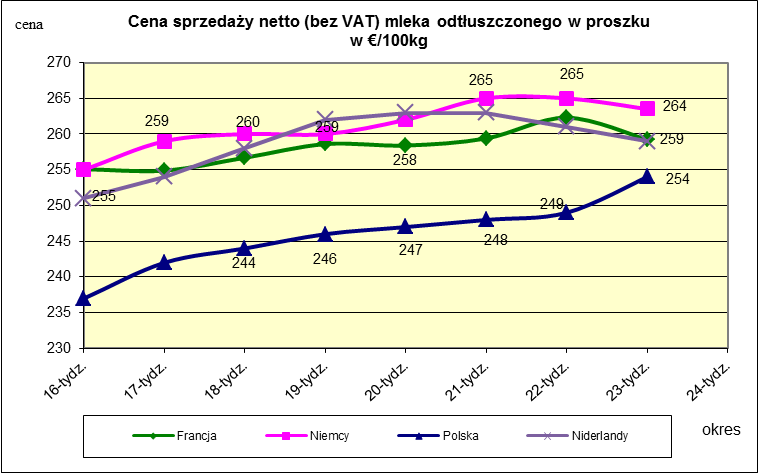 Cena sprzedaży netto (bez VAT) mleka odtłuszczonego w proszku
w €/100kg
cena
270
265
260
255
250
245
240
235
230
265
265
264
259
260
259
259
258
255
254
249
248
247
246
244
16-tydz.
17-tydz.
18-tydz.
19-tydz.
20-tydz.
21-tydz.
22-tydz.
23-tydz.
24-tydz.
okres
Francja Niemcy Polska Niderlandy